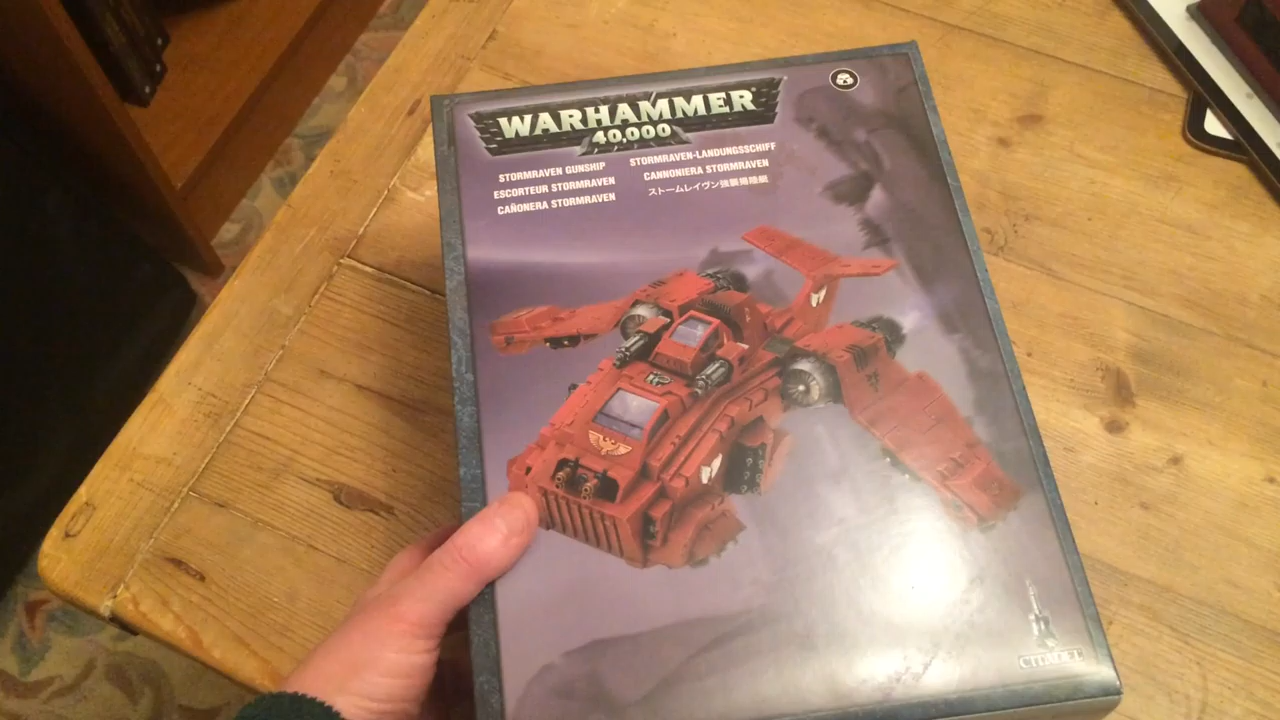 WARHAMMER
40,000
STORMRAVEN GUNSHIP
ESCORTEUR STORMRAVEN
CAÑONERA STORMRAVEN
STORMRAVEN-LANDUNGSSCHIFF
CANNONIERA STORMRAVEN
ストームレイヴン強襲揚陸艇
CITADEL